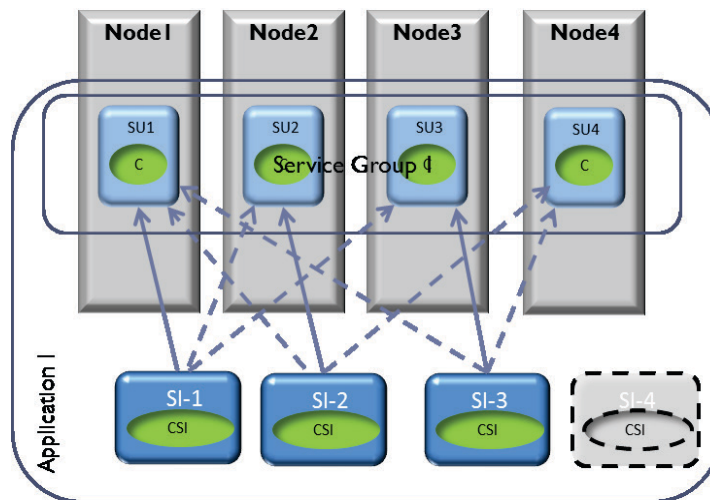 Node1
Node2
Node3
Node4
SU1
SU2
SU3
SU4
C
C
C
C
Service Group 1
SI-1
SI-2
SI-3
SI-4
CSI
CSI
CSI
CSI
Application 1